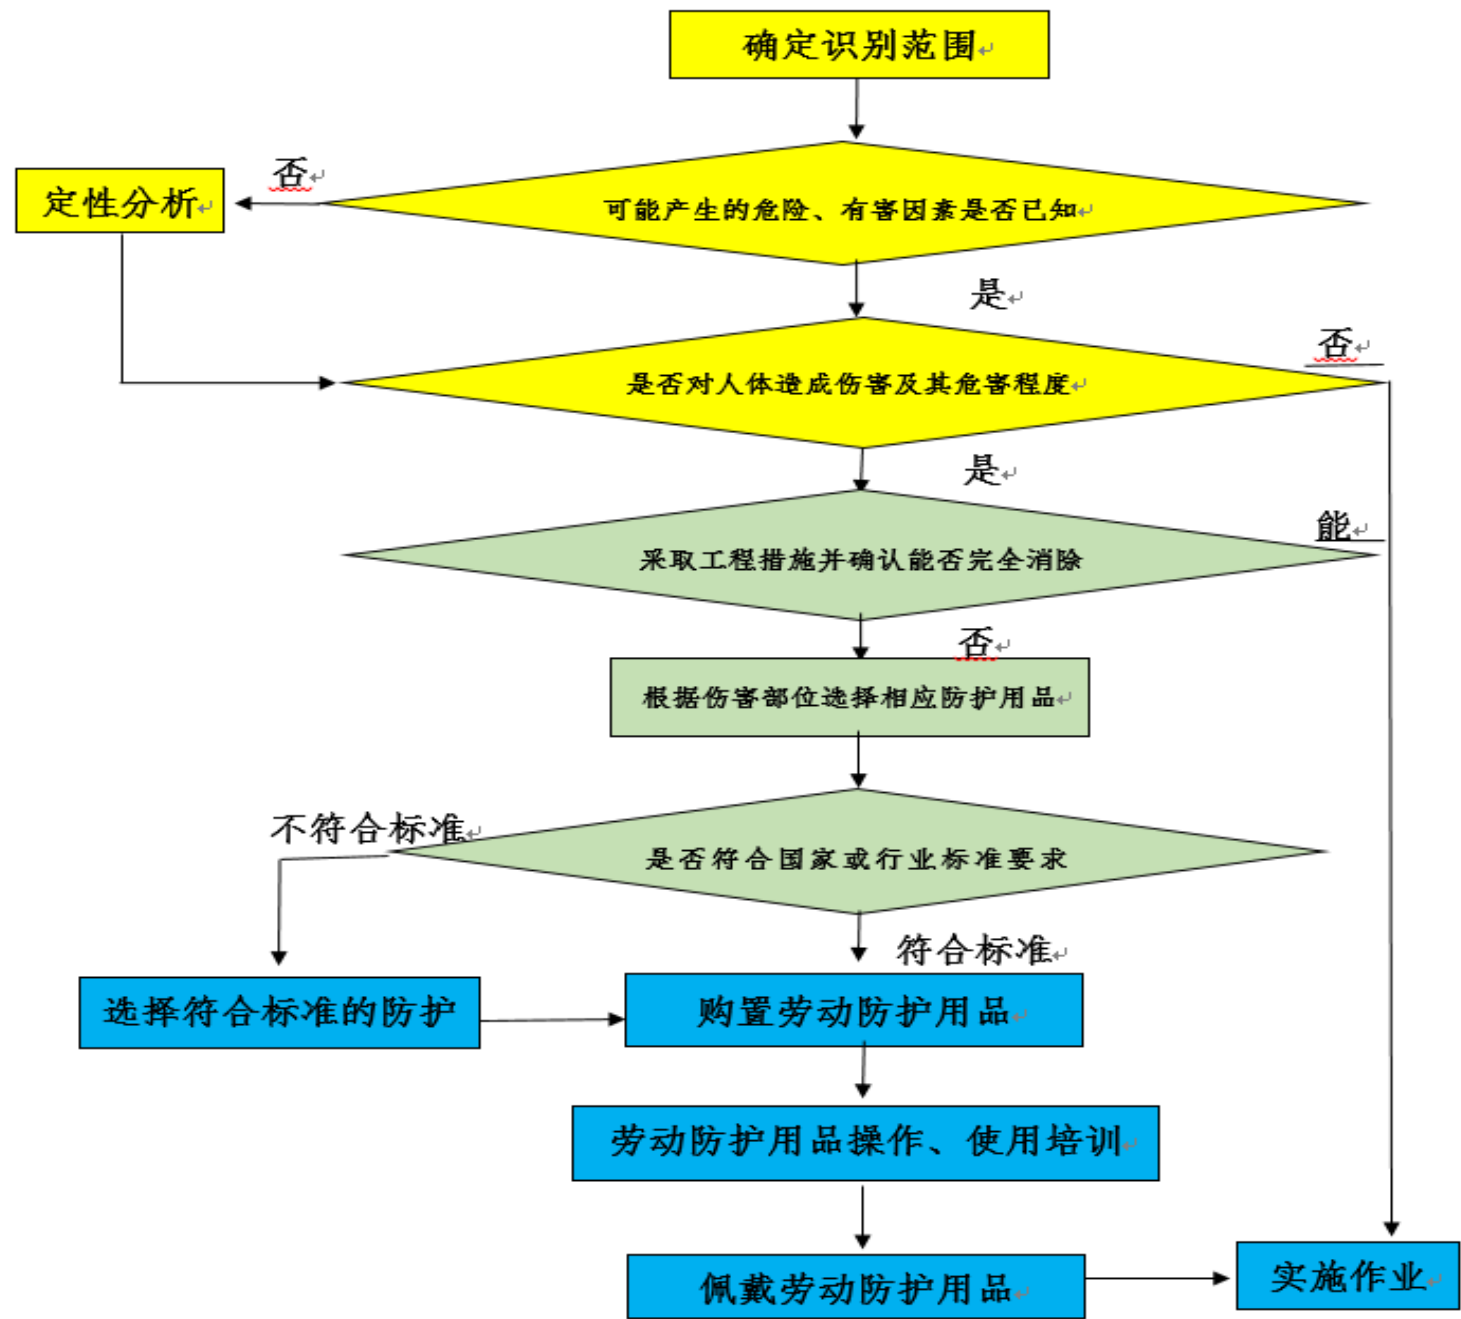 确定识别范围
否
定性分析
可能产生的危险、有害因素是否已知
是
否
是否对人体造成伤害及其危害程度
是
能
采取工程措施并确认能否完全消除
否
根据伤害部位选择相应防护用品
不符合标准
是否符合国家或行业标准要求
符合标准
选择符合标准的防护
购置劳动防护用品
劳动防护用品操作、使用培训
佩戴劳动防护用品
实施作业